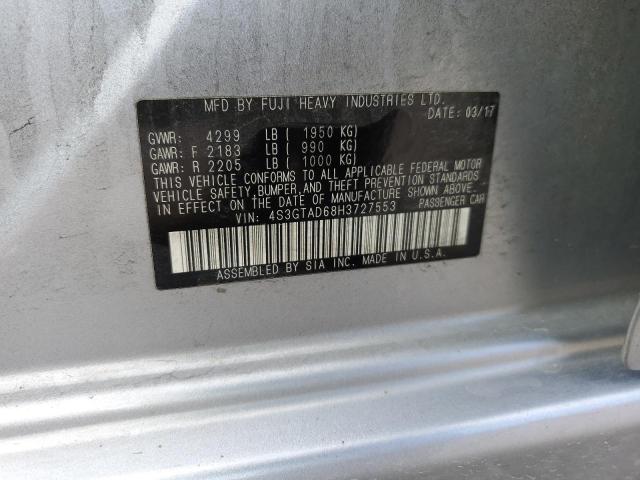 MFD BY FUJI HEAVY INDUSTRIES LTD.
DATE: 03/17
GVWR: 4299 LB ( 1950 KG)
GAWR: F 2183 LB ( 990 KG)
GAWR: R 2205 LB ( 1000 KG)
THIS VEHICLE CONFORMS TO ALL APPLICABLE FEDERAL MOTOR
VEHICLE SAFETY, BUMPER, AND THEFT PREVENTION STANDARDS
IN EFFECT ON THE DATE OF MANUFACTURE SHOWN ABOVE.
VIN: 4S3GTAD68H3727553 PASSENGER CAR
ASSEMBLED BY SIA INC. MADE IN U.S.A.